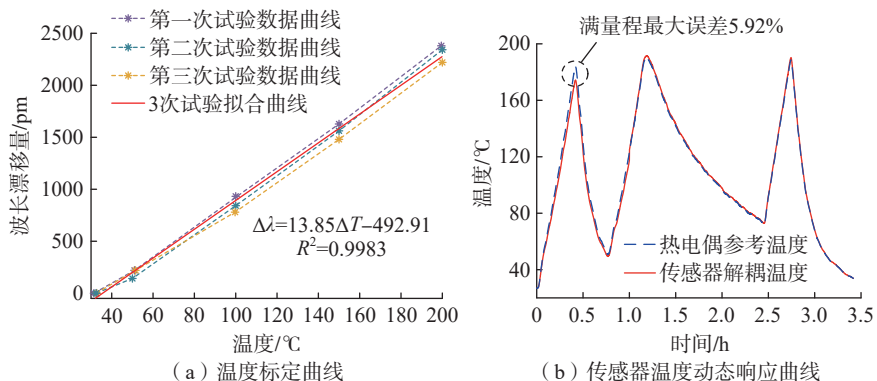 第一次试验数据曲线
第二次试验数据曲线
第三次试验数据曲线
3次试验拟合曲线
2500
2000
1500
1000
500
0
波长漂移量/pm
Δλ=13.85ΔT−492.91
R²=0.9983
40 60 80 100 120 140 160 180 200
温度/℃
（a）温度标定曲线
满量程最大误差5.92%
200
160
120
80
40
温度/℃
热电偶参考温度
传感器解耦温度
0 0.5 1.0 1.5 2.0 2.5 3.0 3.5
时间/h
（b）传感器温度动态响应曲线